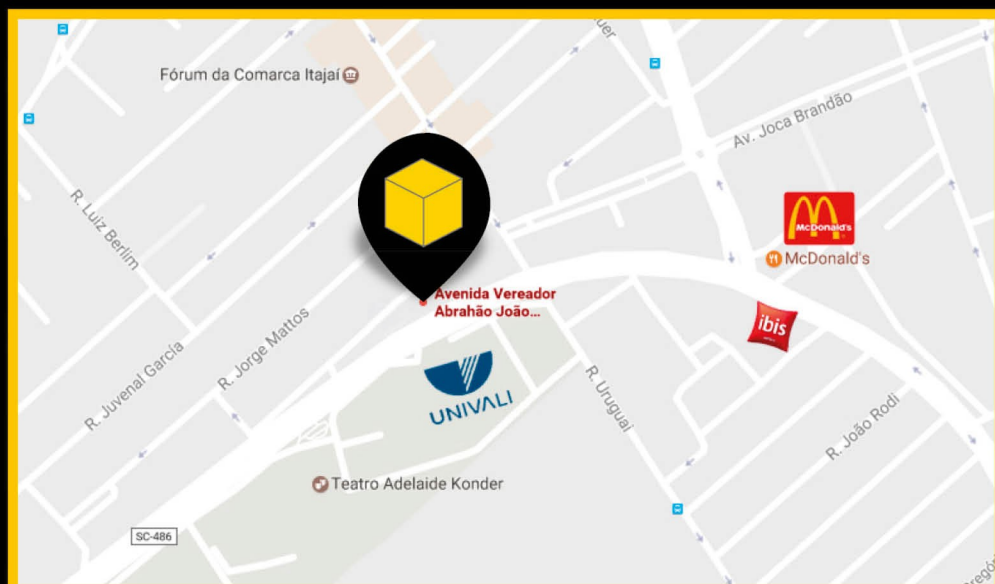 Fórum da Comarca Itajaí
Av. Joca Brandão
R. Luiz Berlim
McDonald's
McDonald's
Avenida Vereador
Abrahão João...
ibis
R. Jorge Mattos
R. Juvenal García
UNIVALI
R. Uruguai
R. João Rodi
Teatro Adelaide Konder
SC-486